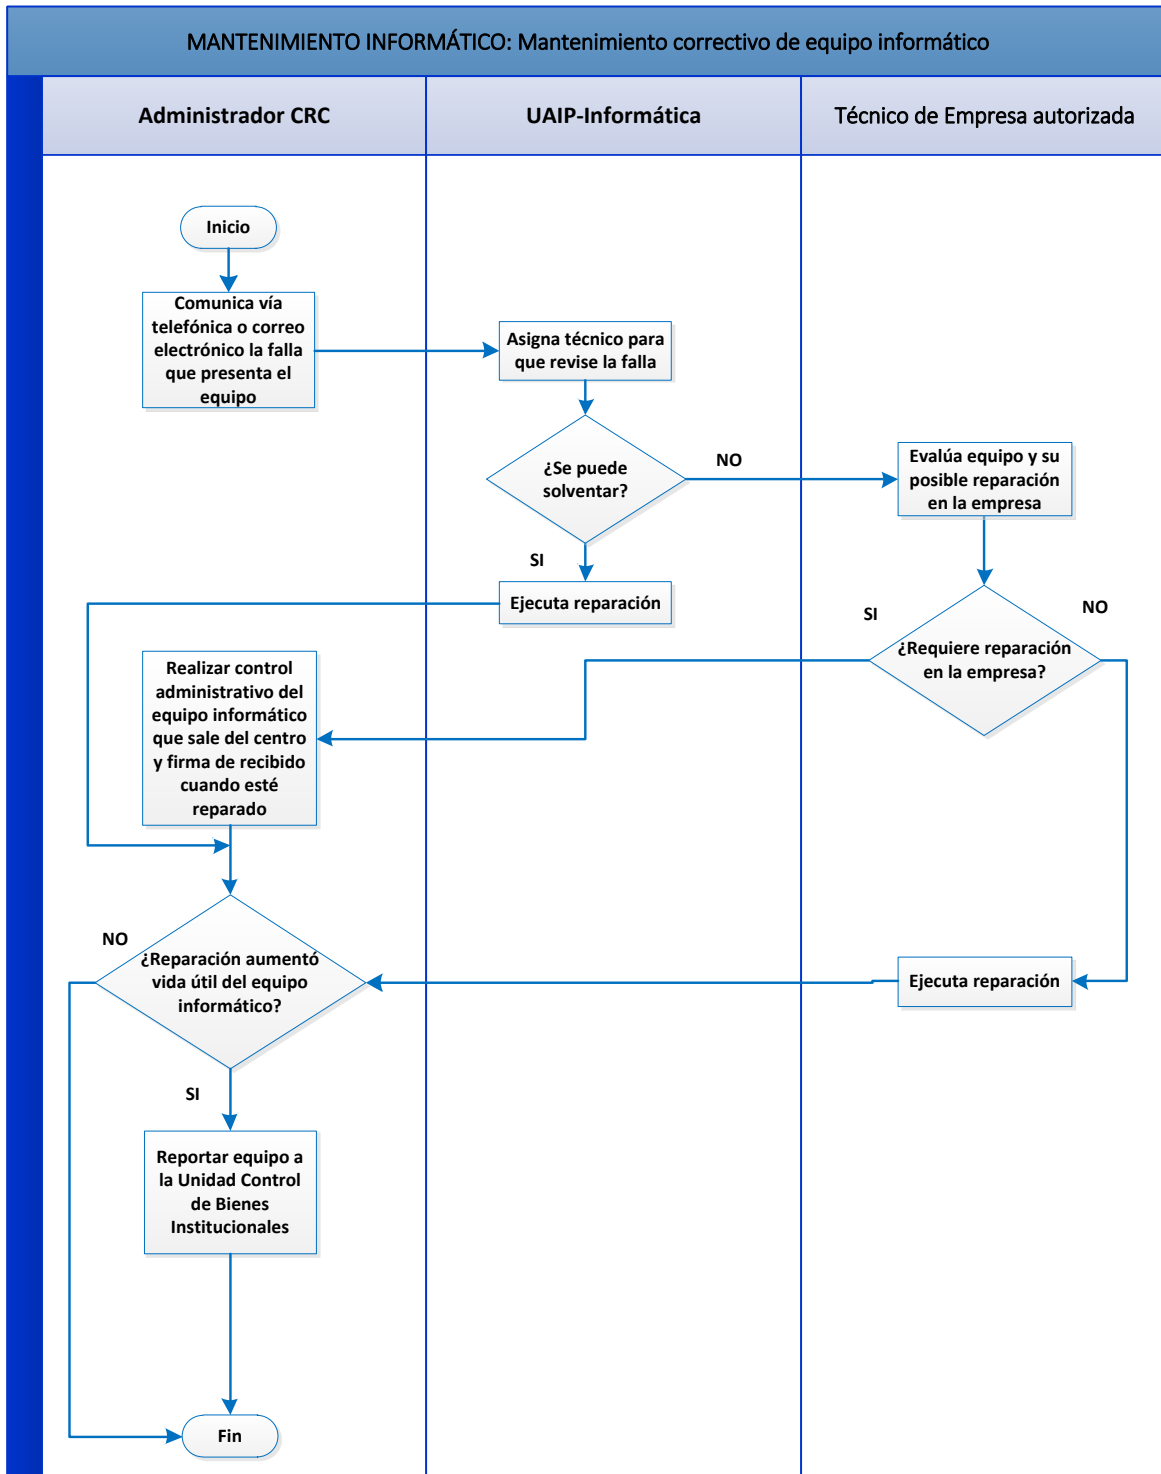 MANTENIMIENTO INFORMÁTICO: Mantenimiento correctivo de equipo informático
Administrador CRC
UAIP-Informática
Técnico de Empresa autorizada
Inicio
Comunica vía
telefónica o correo
electrónico la falla
que presenta el
equipo
Asigna técnico para
que revise la falla
¿Se puede
solventar?
NO
Evalúa equipo y su
posible reparación
en la empresa
SI
Ejecuta reparación
SI
NO
¿Requiere reparación
en la empresa?
Realizar control
administrativo del
equipo informático
que sale del centro
y firma de recibido
cuando esté
reparado
NO
¿Reparación aumentó
vida útil del equipo
informático?
Ejecuta reparación
SI
Reportar equipo a
la Unidad Control
de Bienes
Institucionales
Fin